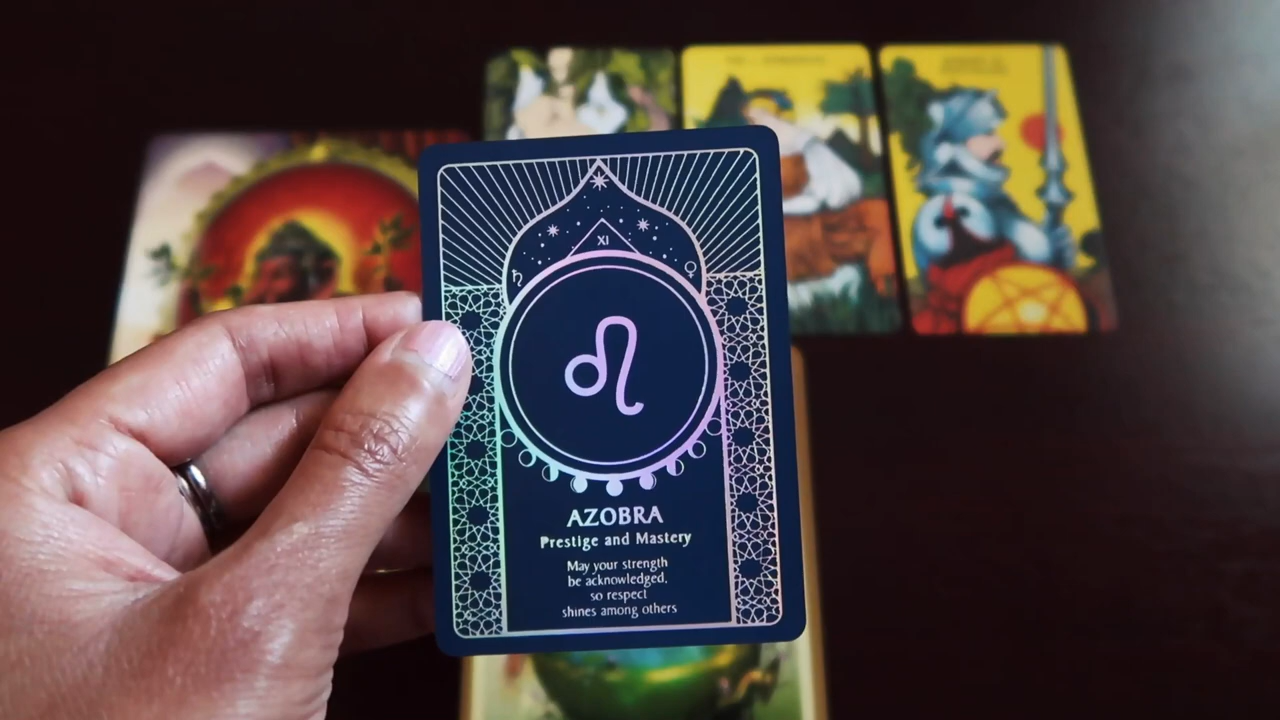 XI
AZOBRA
Prestige and Mastery
May your strength
be acknowledged,
so respect
shines among others